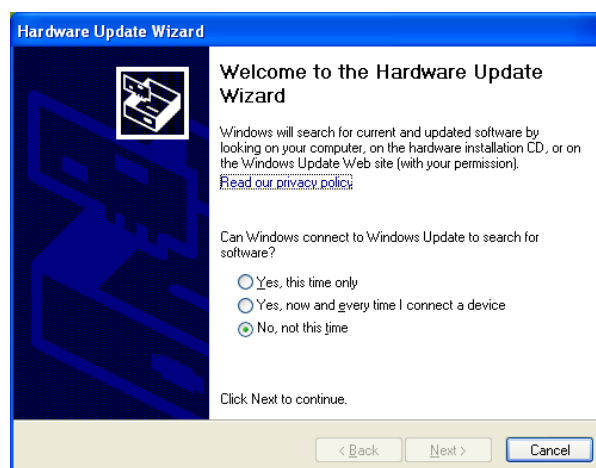 Hardware Update Wizard
Welcome to the Hardware Update
Wizard
Windows will search for current and updated software by
looking on your computer, on the hardware installation CD, or on
the Windows Update Web site (with your permission).
Read our privacy policy
Can Windows connect to Windows Update to search for
software?
Yes, this time only
Yes, now and every time I connect a device
No, not this time
Click Next to continue.
< Back Next > Cancel